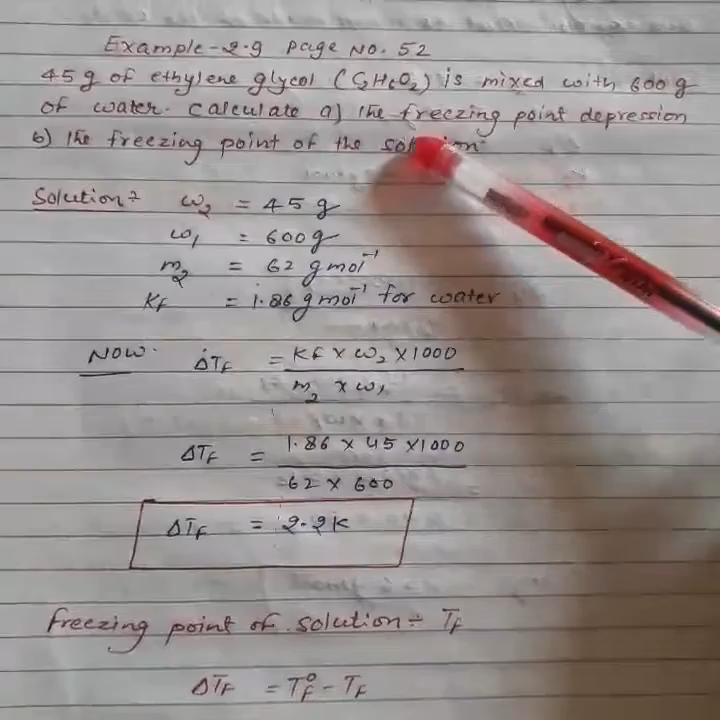 Example-2.9 page No. 52
45 g of ethylene glycol (C2H6O2) is mixed with 600 g
of water. Calculate a) the freezing point depression
b) the freezing point of the
Solution÷ w2 = 45 g
w1 = 600g
m2 = 62 g mol-1
Kf = 1.86 g mol-1 for water
NOW. ΔTf = Kf × w2 × 1000
m2 × w1
ΔTf = 1.86 × 45 × 1000
62 × 600
ΔTf = 2.2K
freezing point of solution÷ Tf
ΔTf = T°f - Tf